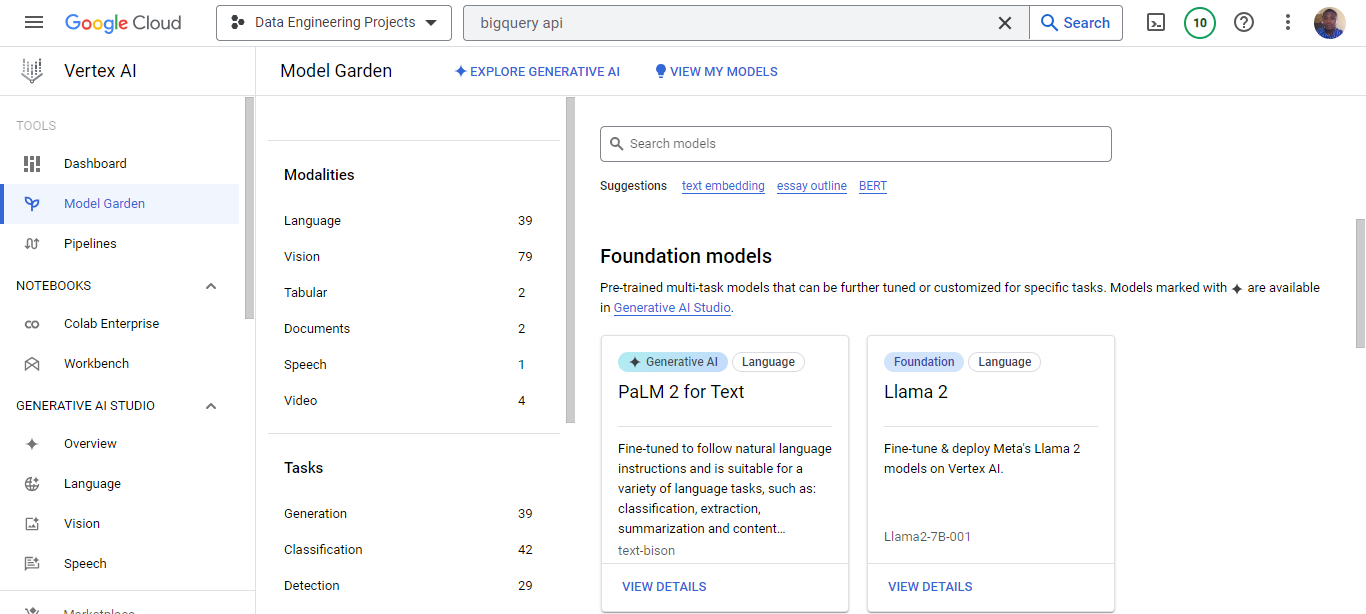 Google Cloud
Data Engineering Projects
bigquery api
Search
10
Vertex AI
Model Garden
EXPLORE GENERATIVE AI
VIEW MY MODELS
TOOLS
Dashboard
Model Garden
Pipelines
NOTEBOOKS
Colab Enterprise
Workbench
GENERATIVE AI STUDIO
Overview
Language
Vision
Speech
Marketplace
Modalities
Language 39
Vision 79
Tabular 2
Documents 2
Speech 1
Video 4
Tasks
Generation 39
Classification 42
Detection 29
Search models
Suggestions text embedding essay outline BERT
Foundation models
Pre-trained multi-task models that can be further tuned or customized for specific tasks. Models marked with ✦ are available
in Generative AI Studio.
Generative AI Language
PaLM 2 for Text
Fine-tuned to follow natural language
instructions and is suitable for a
variety of language tasks, such as:
classification, extraction,
summarization and content…
text-bison
VIEW DETAILS
Foundation Language
Llama 2
Fine-tune & deploy Meta's Llama 2
models on Vertex AI.
Llama2-7B-001
VIEW DETAILS